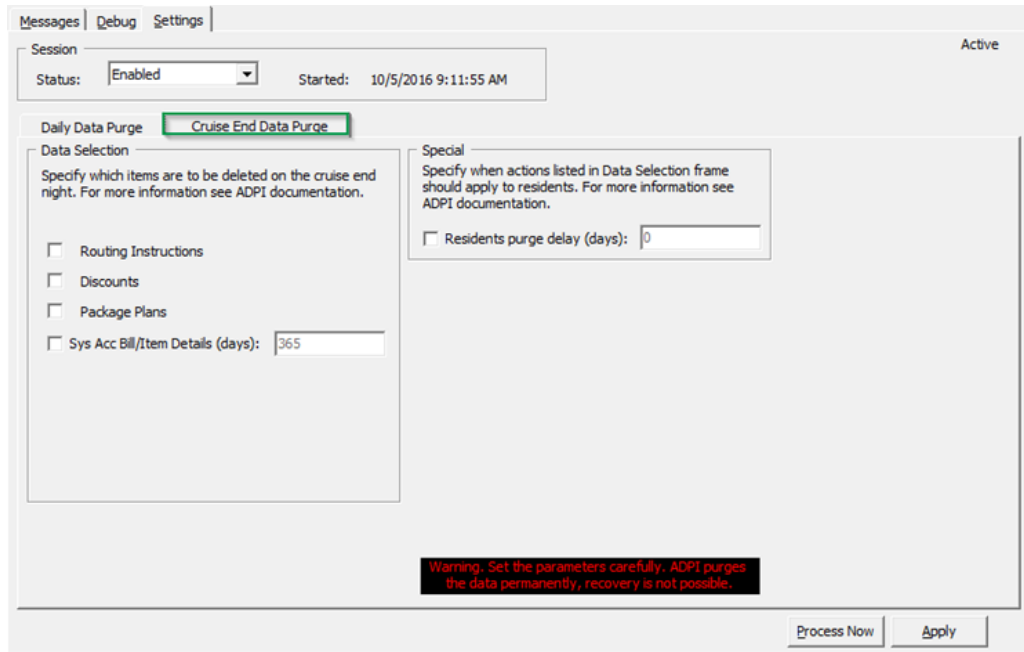 Messages Debug Settings
Active
Session
Status: Enabled Started: 10/5/2016 9:11:55 AM
Daily Data Purge Cruise End Data Purge
Data Selection
Specify which items are to be deleted on the cruise end
night. For more information see ADPI documentation.
Routing Instructions
Discounts
Package Plans
Sys Acc Bill/Item Details (days): 365
Special
Specify when actions listed in Data Selection frame
should apply to residents. For more information see
ADPI documentation.
Residents purge delay (days): 0
Warning. Set the parameters carefully. ADPI purges
the data permanently, recovery is not possible.
Process Now Apply